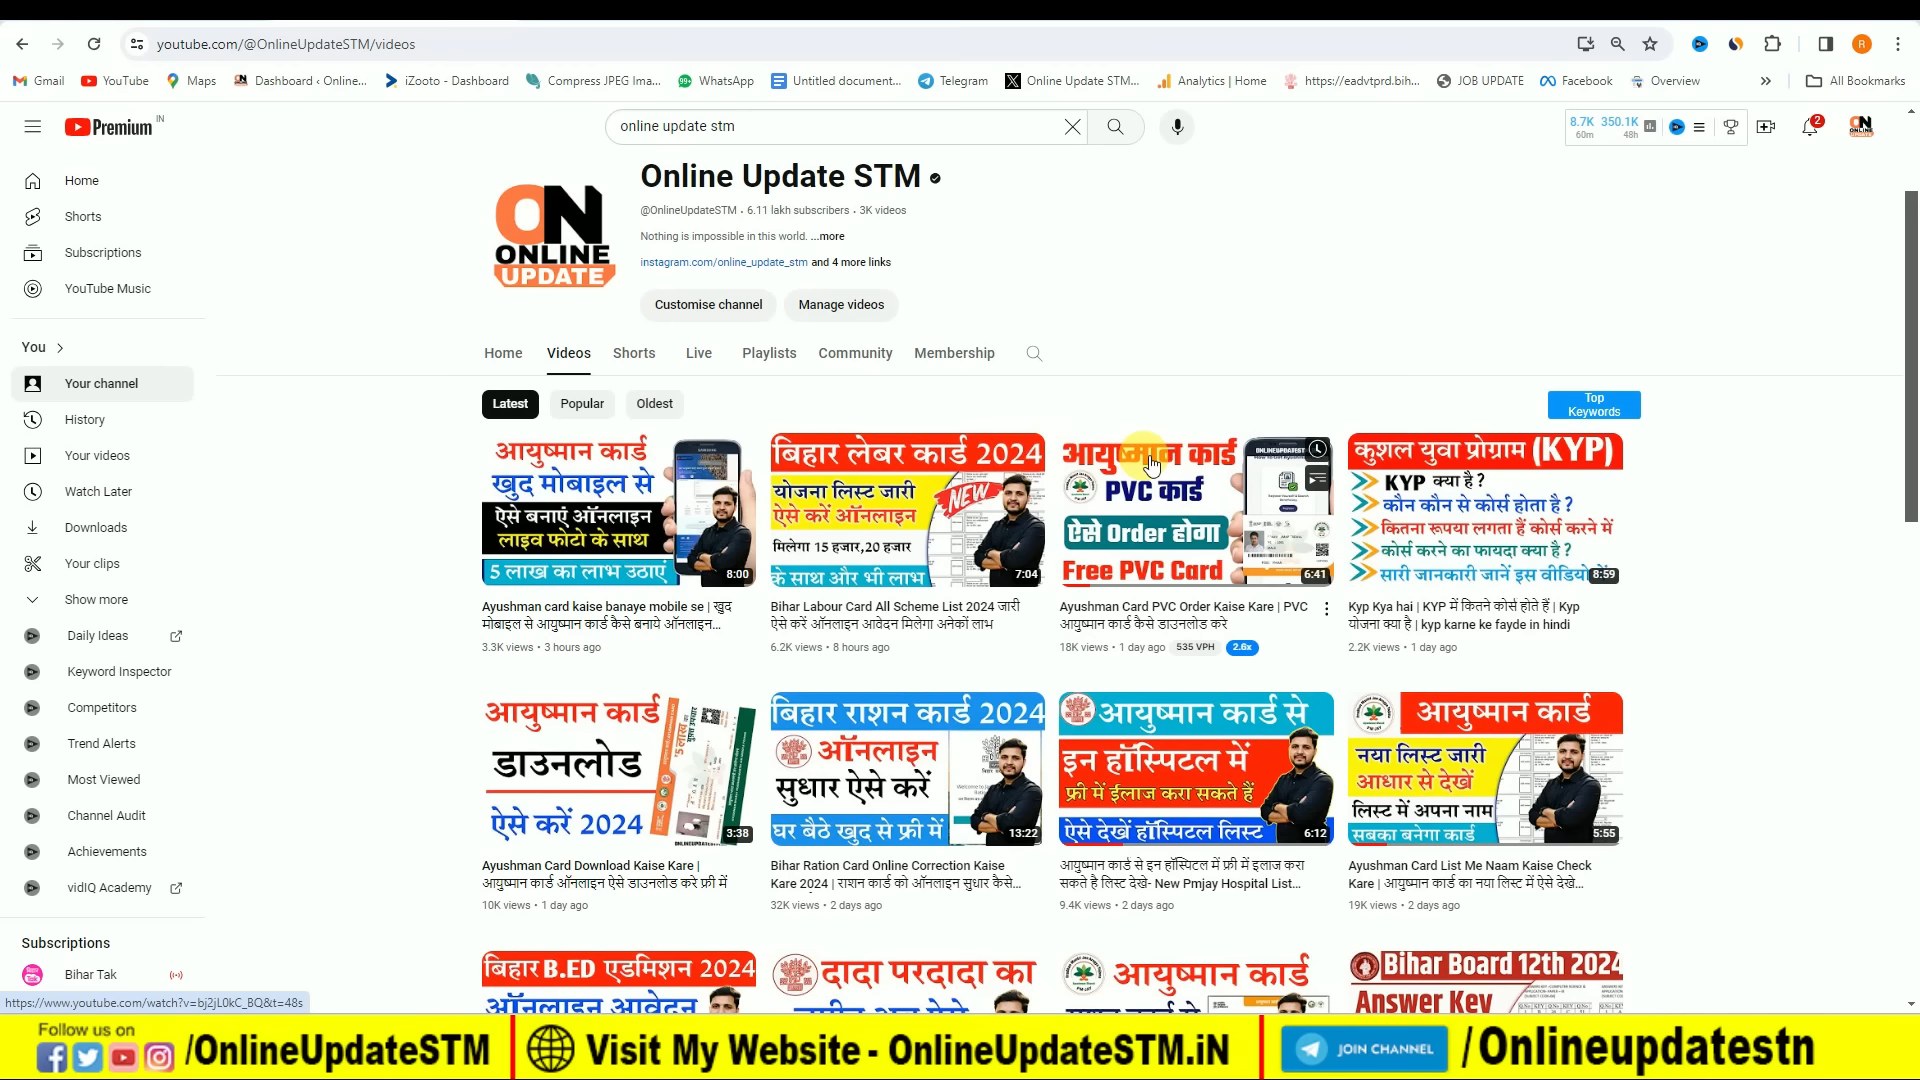 youtube.com/@OnlineUpdateSTM/videos
R
Gmail YouTube Maps Dashboard ‹ Online... iZooto - Dashboard Compress JPEG Ima... 99+ WhatsApp Untitled document... Telegram Online Update STM... Analytics | Home https://eadvtprd.bih... JOB UPDATE Facebook Overview » All Bookmarks
Premium IN
online update stm
8.7K 350.1K
60m 48h
2
Home
Shorts
Subscriptions
YouTube Music
You
Your channel
History
Your videos
Watch Later
Downloads
Your clips
Show more
Daily Ideas
Keyword Inspector
Competitors
Trend Alerts
Most Viewed
Channel Audit
Achievements
vidIQ Academy
Subscriptions
Bihar Tak
https://www.youtube.com/watch?v=bj2jL0kC_BQ&t=48s
ON
ONLINE
UPDATE
Online Update STM
@OnlineUpdateSTM • 6.11 lakh subscribers • 3K videos
Nothing is impossible in this world. ...more
instagram.com/online_update_stm and 4 more links
Customise channel Manage videos
Home Videos Shorts Live Playlists Community Membership
Latest Popular Oldest
Top
Keywords
आयुष्मान कार्ड
खुद मोबाइल से
ऐसे बनाएं ऑनलाइन
लाइव फोटो के साथ
5 लाख का लाभ उठाएं
8:00
Ayushman card kaise banaye mobile se | खुद
मोबाइल से आयुष्मान कार्ड कैसे बनाये ऑनलाइन...
3.3K views • 3 hours ago
बिहार लेबर कार्ड 2024
योजना लिस्ट जारी
NEW
ऐसे करें ऑनलाइन
मिलेगा 15 हजार,20 हजार
के साथ और भी लाभ
7:04
Bihar Labour Card All Scheme List 2024 जारी
ऐसे करें ऑनलाइन आवेदन मिलेगा अनेकों लाभ
6.2K views • 8 hours ago
आयुष्मान कार्ड
PVC कार्ड
ऐसे Order होगा
Free PVC Card
6:41
Ayushman Card PVC Order Kaise Kare | PVC
आयुष्मान कार्ड कैसे डाउनलोड करे
18K views • 1 day ago 535 VPH 2.6x
कुशल युवा प्रोग्राम (KYP)
KYP क्या है ?
कौन कौन से कोर्स होता है ?
कितना रूपया लगता हैं कोर्स करने में
कोर्स करने का फायदा क्या है ?
सारी जानकारी जानें इस वीडियो
8:59
Kyp Kya hai | KYP में कितने कोर्स होते हैं | Kyp
योजना क्या है | kyp karne ke fayde in hindi
2.2K views • 1 day ago
आयुष्मान कार्ड
डाउनलोड
ऐसे करें 2024
3:38
Ayushman Card Download Kaise Kare |
आयुष्मान कार्ड ऑनलाइन ऐसे डाउनलोड करे फ्री में
10K views • 1 day ago
बिहार राशन कार्ड 2024
ऑनलाइन
सुधार ऐसे करें
घर बैठे खुद से फ्री में
13:22
Bihar Ration Card Online Correction Kaise
Kare 2024 | राशन कार्ड को ऑनलाइन सुधार कैसे...
32K views • 2 days ago
आयुष्मान कार्ड से
इन हॉस्पिटल में
फ्री में ईलाज करा सकते हैं
ऐसे देखें हॉस्पिटल लिस्ट
6:12
आयुष्मान कार्ड से इन हॉस्पिटल में फ्री में इलाज करा
सकते है लिस्ट देखे- New Pmjay Hospital List...
9.4K views • 2 days ago
आयुष्मान कार्ड
नया लिस्ट जारी
आधार से देखें
लिस्ट में अपना नाम
सबका बनेगा कार्ड
5:55
Ayushman Card List Me Naam Kaise Check
Kare | आयुष्मान कार्ड का नया लिस्ट में ऐसे देखे...
19K views • 2 days ago
बिहार B.ED एडमिशन 2024
ऑनलाइन आवेदन
दादा परदादा का
आयुष्मान कार्ड
Bihar Board 12th 2024
Answer Key
Follow us on
/OnlineUpdateSTM
Visit My Website - OnlineUpdateSTM.iN
JOIN CHANNEL
/Onlineupdatestn